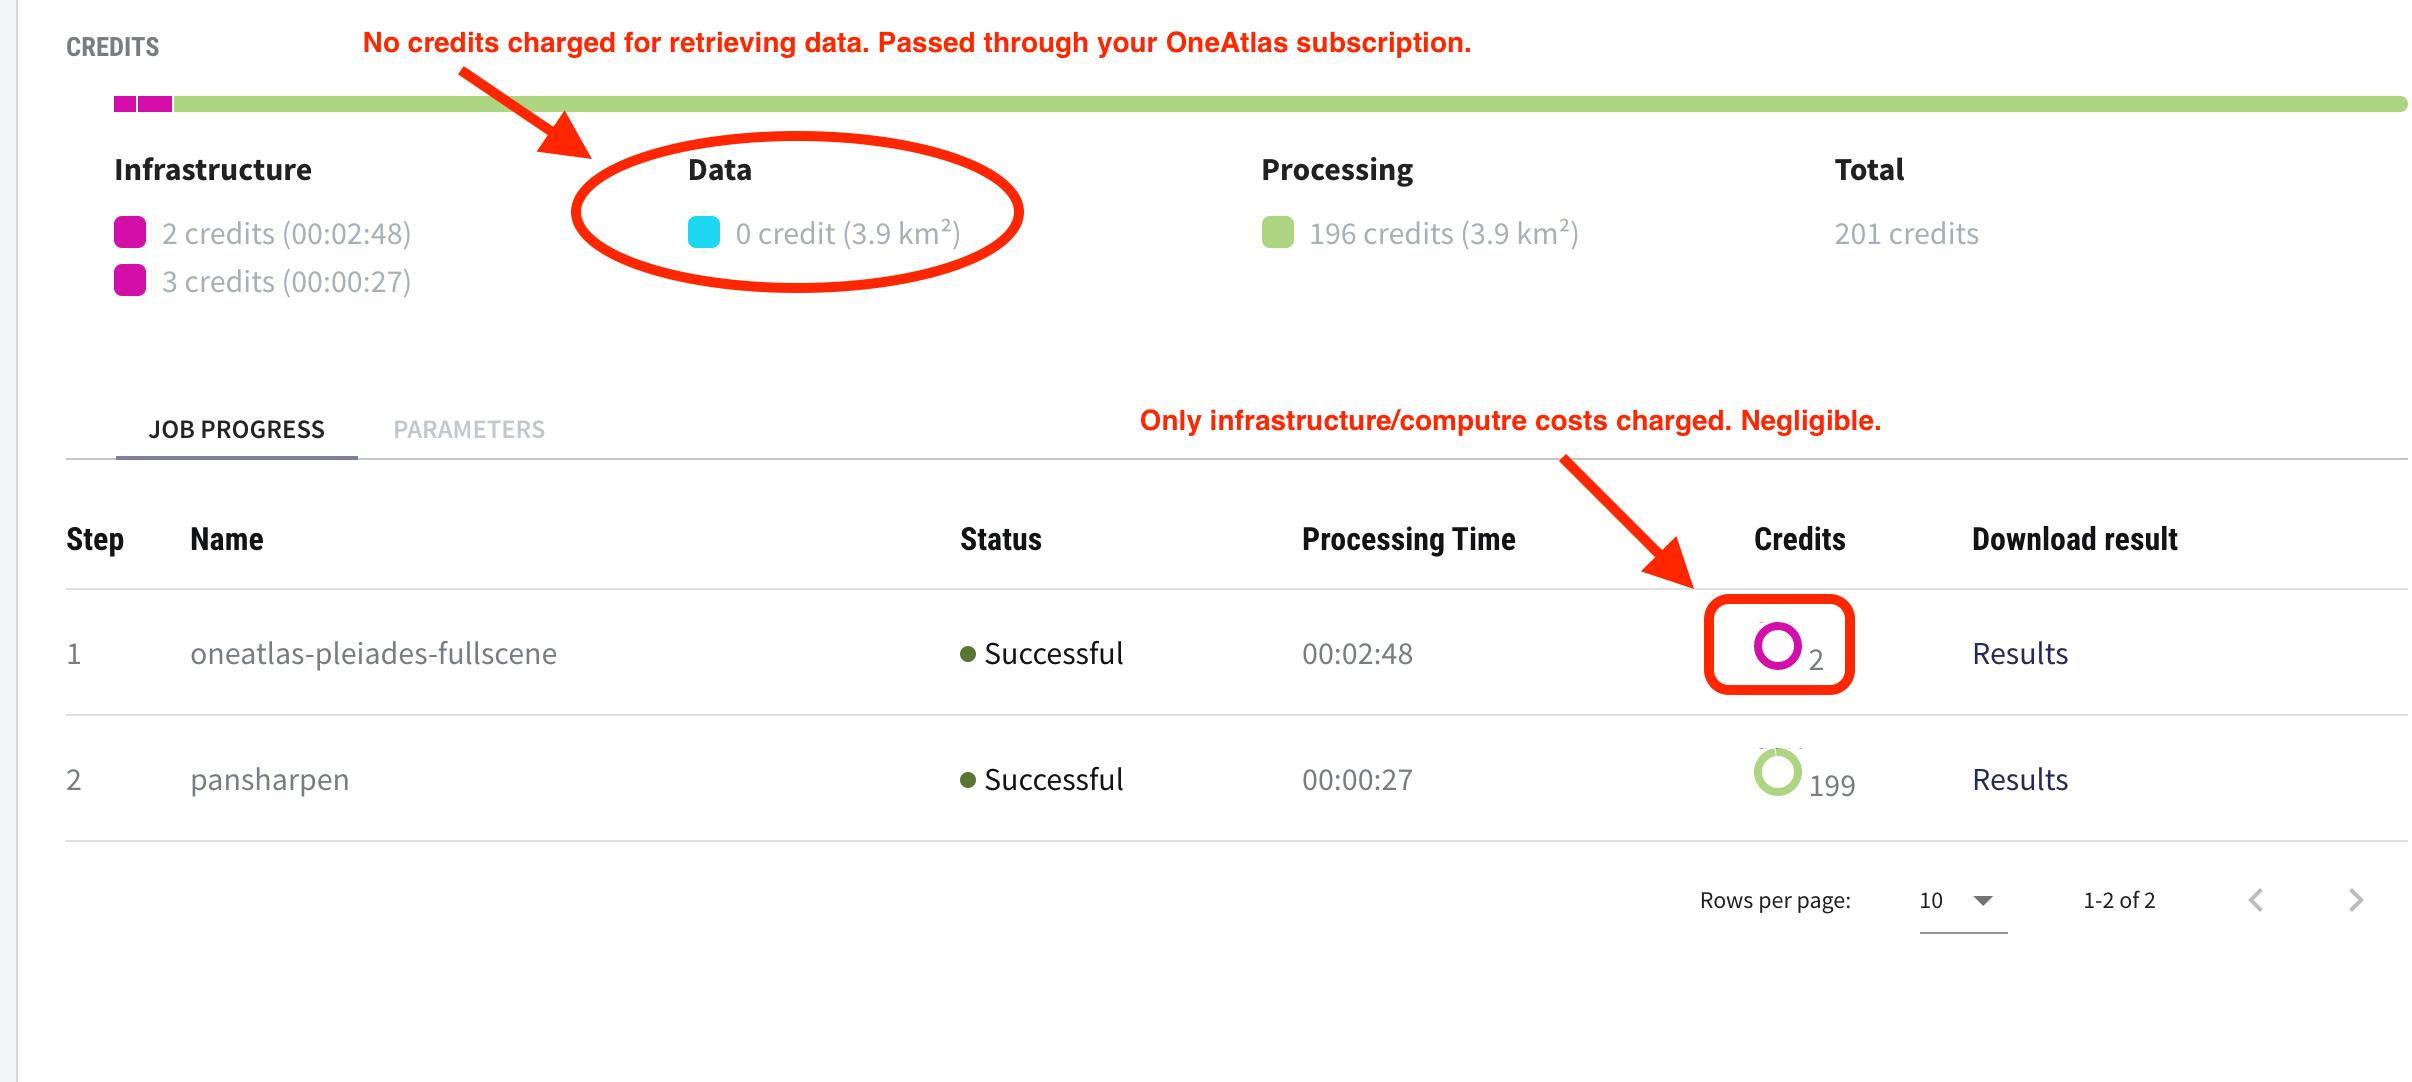 CREDITS
No credits charged for retrieving data. Passed through your OneAtlas subscription.
Infrastructure
Data
Processing
Total
2 credits (00:02:48)
0 credit (3.9 km²)
196 credits (3.9 km²)
201 credits
3 credits (00:00:27)
JOB PROGRESS
PARAMETERS
Only infrastructure/computre costs charged. Negligible.
Step Name Status Processing Time Credits Download result
1 oneatlas-pleiades-fullscene Successful 00:02:48 2 Results
2 pansharpen Successful 00:00:27 199 Results
Rows per page: 10 1-2 of 2